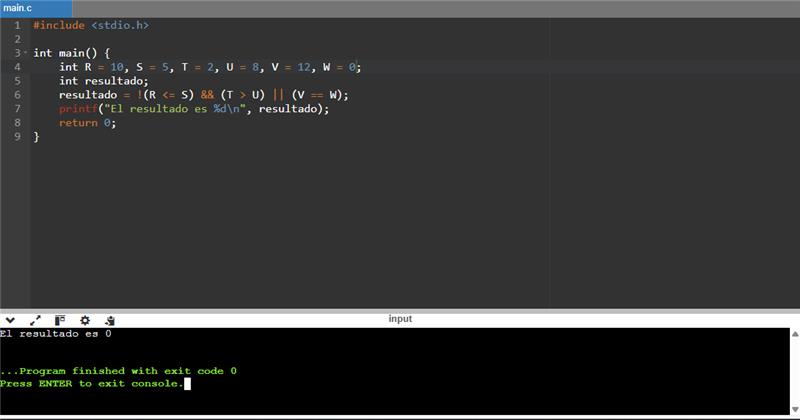 main.c
1 #include <stdio.h>
2
3 int main() {
4 int R = 10, S = 5, T = 2, U = 8, V = 12, W = 0;
5 int resultado;
6 resultado = !(R <= S) && (T > U) || (V == W);
7 printf("El resultado es %d\n", resultado);
8 return 0;
9 }
input
El resultado es 0
...Program finished with exit code 0
Press ENTER to exit console.